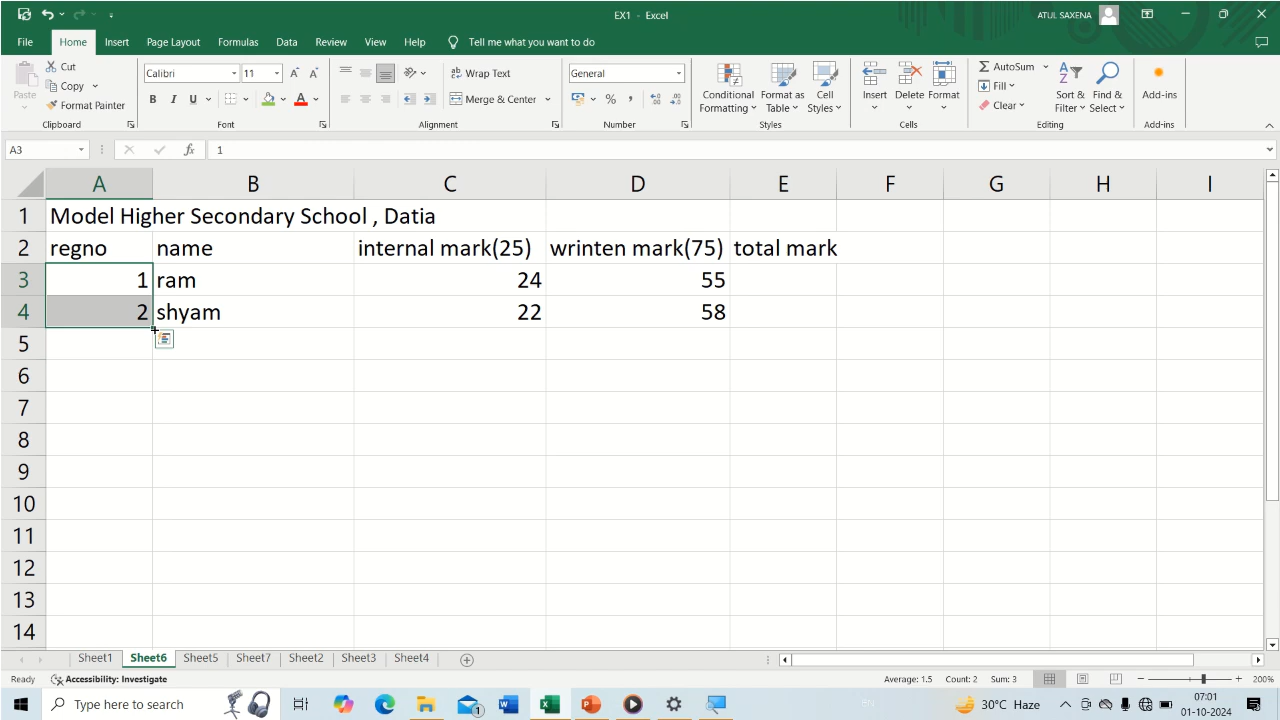 EX1 - Excel
ATUL SAXENA
File Home Insert Page Layout Formulas Data Review View Help Tell me what you want to do
Paste
Cut
Copy
Format Painter
Clipboard
Calibri 11
B I U
Font
Wrap Text
Merge & Center
Alignment
General
% ,
Number
Conditional Formatting
Format as Table
Cell Styles
Styles
Insert
Delete
Format
Cells
AutoSum
Fill
Clear
Sort & Filter
Find & Select
Editing
Add-ins
Add-ins
A3 fx 1
A B C D E F G H I
1 Model Higher Secondary School , Datia
2 regno name internal mark(25) wrinten mark(75) total mark
3 1 ram 24 55
4 2 shyam 22 58
5
6
7
8
9
10
11
12
13
14
Sheet1 Sheet6 Sheet5 Sheet7 Sheet2 Sheet3 Sheet4
Ready Accessibility: Investigate Average: 1.5 Count: 2 Sum: 3 200%
Type here to search
30°C Haze
07:01
01-10-2024